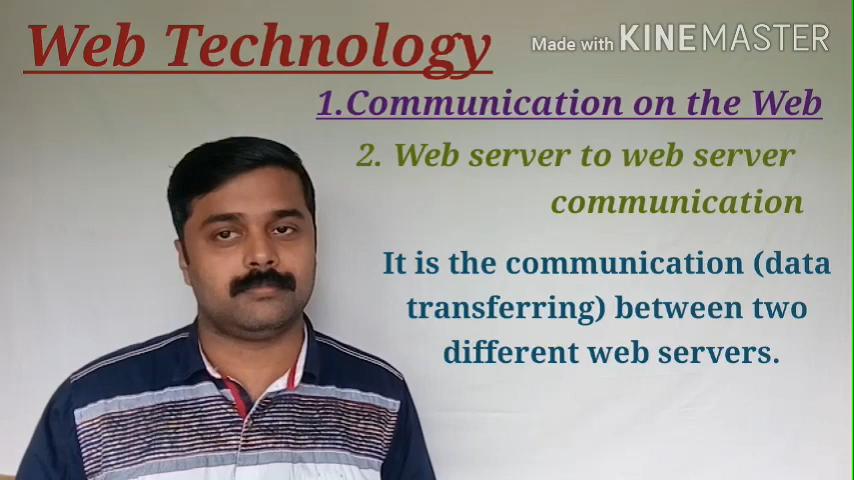 Web Technology
Made with KINEMASTER
1.Communication on the Web
2. Web server to web server
communication
It is the communication (data
transferring) between two
different web servers.